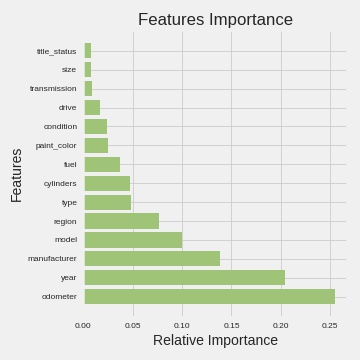 Features Importance
title_status
size
transmission
drive
condition
paint_color
fuel
cylinders
type
region
model
manufacturer
year
odometer
Features
0.00 0.05 0.10 0.15 0.20 0.25
Relative Importance